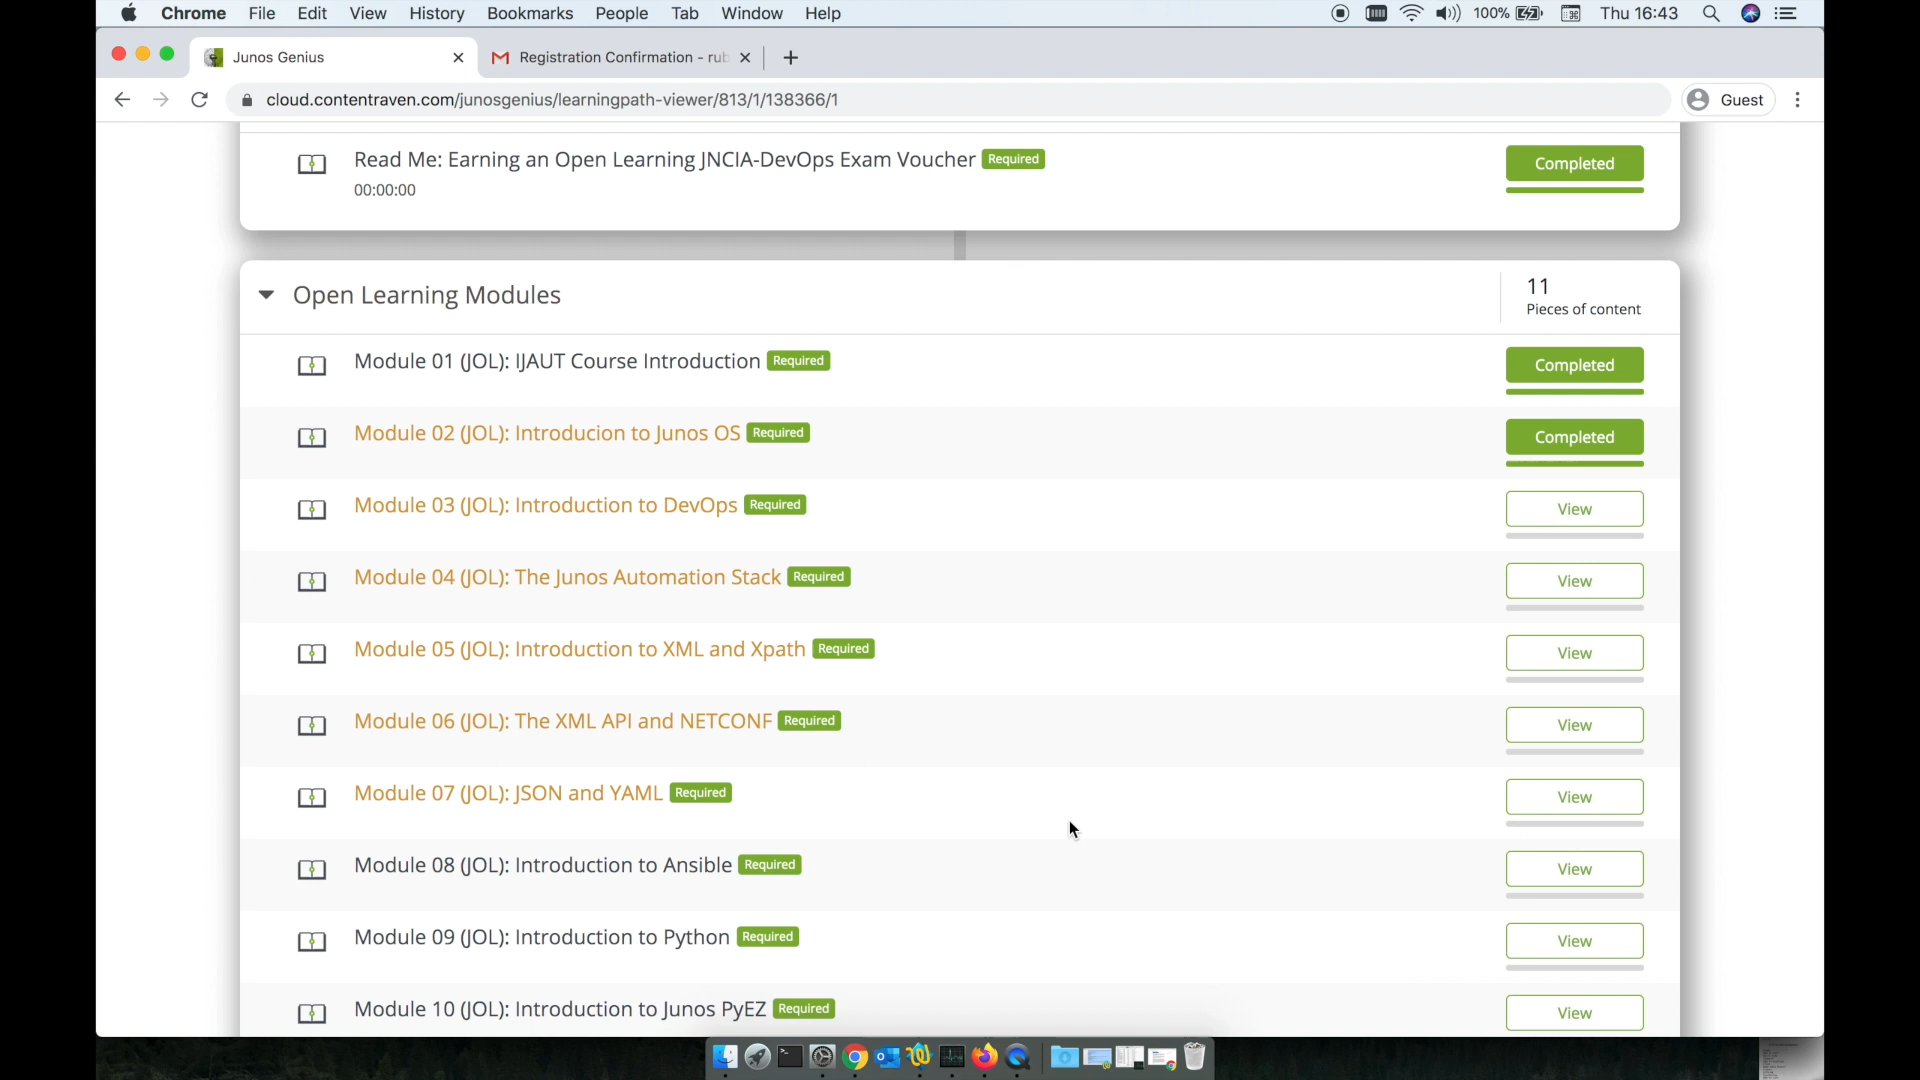 Chrome File Edit View History Bookmarks People Tab Window Help 100% Thu 16:43
Junos Genius
Registration Confirmation - rub
cloud.contentraven.com/junosgenius/learningpath-viewer/813/1/138366/1
Guest
Read Me: Earning an Open Learning JNCIA-DevOps Exam Voucher Required
Completed
00:00:00
Open Learning Modules
11
Pieces of content
Module 01 (JOL): IJAUT Course Introduction Required
Completed
Module 02 (JOL): Introducion to Junos OS Required
Completed
Module 03 (JOL): Introduction to DevOps Required
View
Module 04 (JOL): The Junos Automation Stack Required
View
Module 05 (JOL): Introduction to XML and Xpath Required
View
Module 06 (JOL): The XML API and NETCONF Required
View
Module 07 (JOL): JSON and YAML Required
View
Module 08 (JOL): Introduction to Ansible Required
View
Module 09 (JOL): Introduction to Python Required
View
Module 10 (JOL): Introduction to Junos PyEZ Required
View